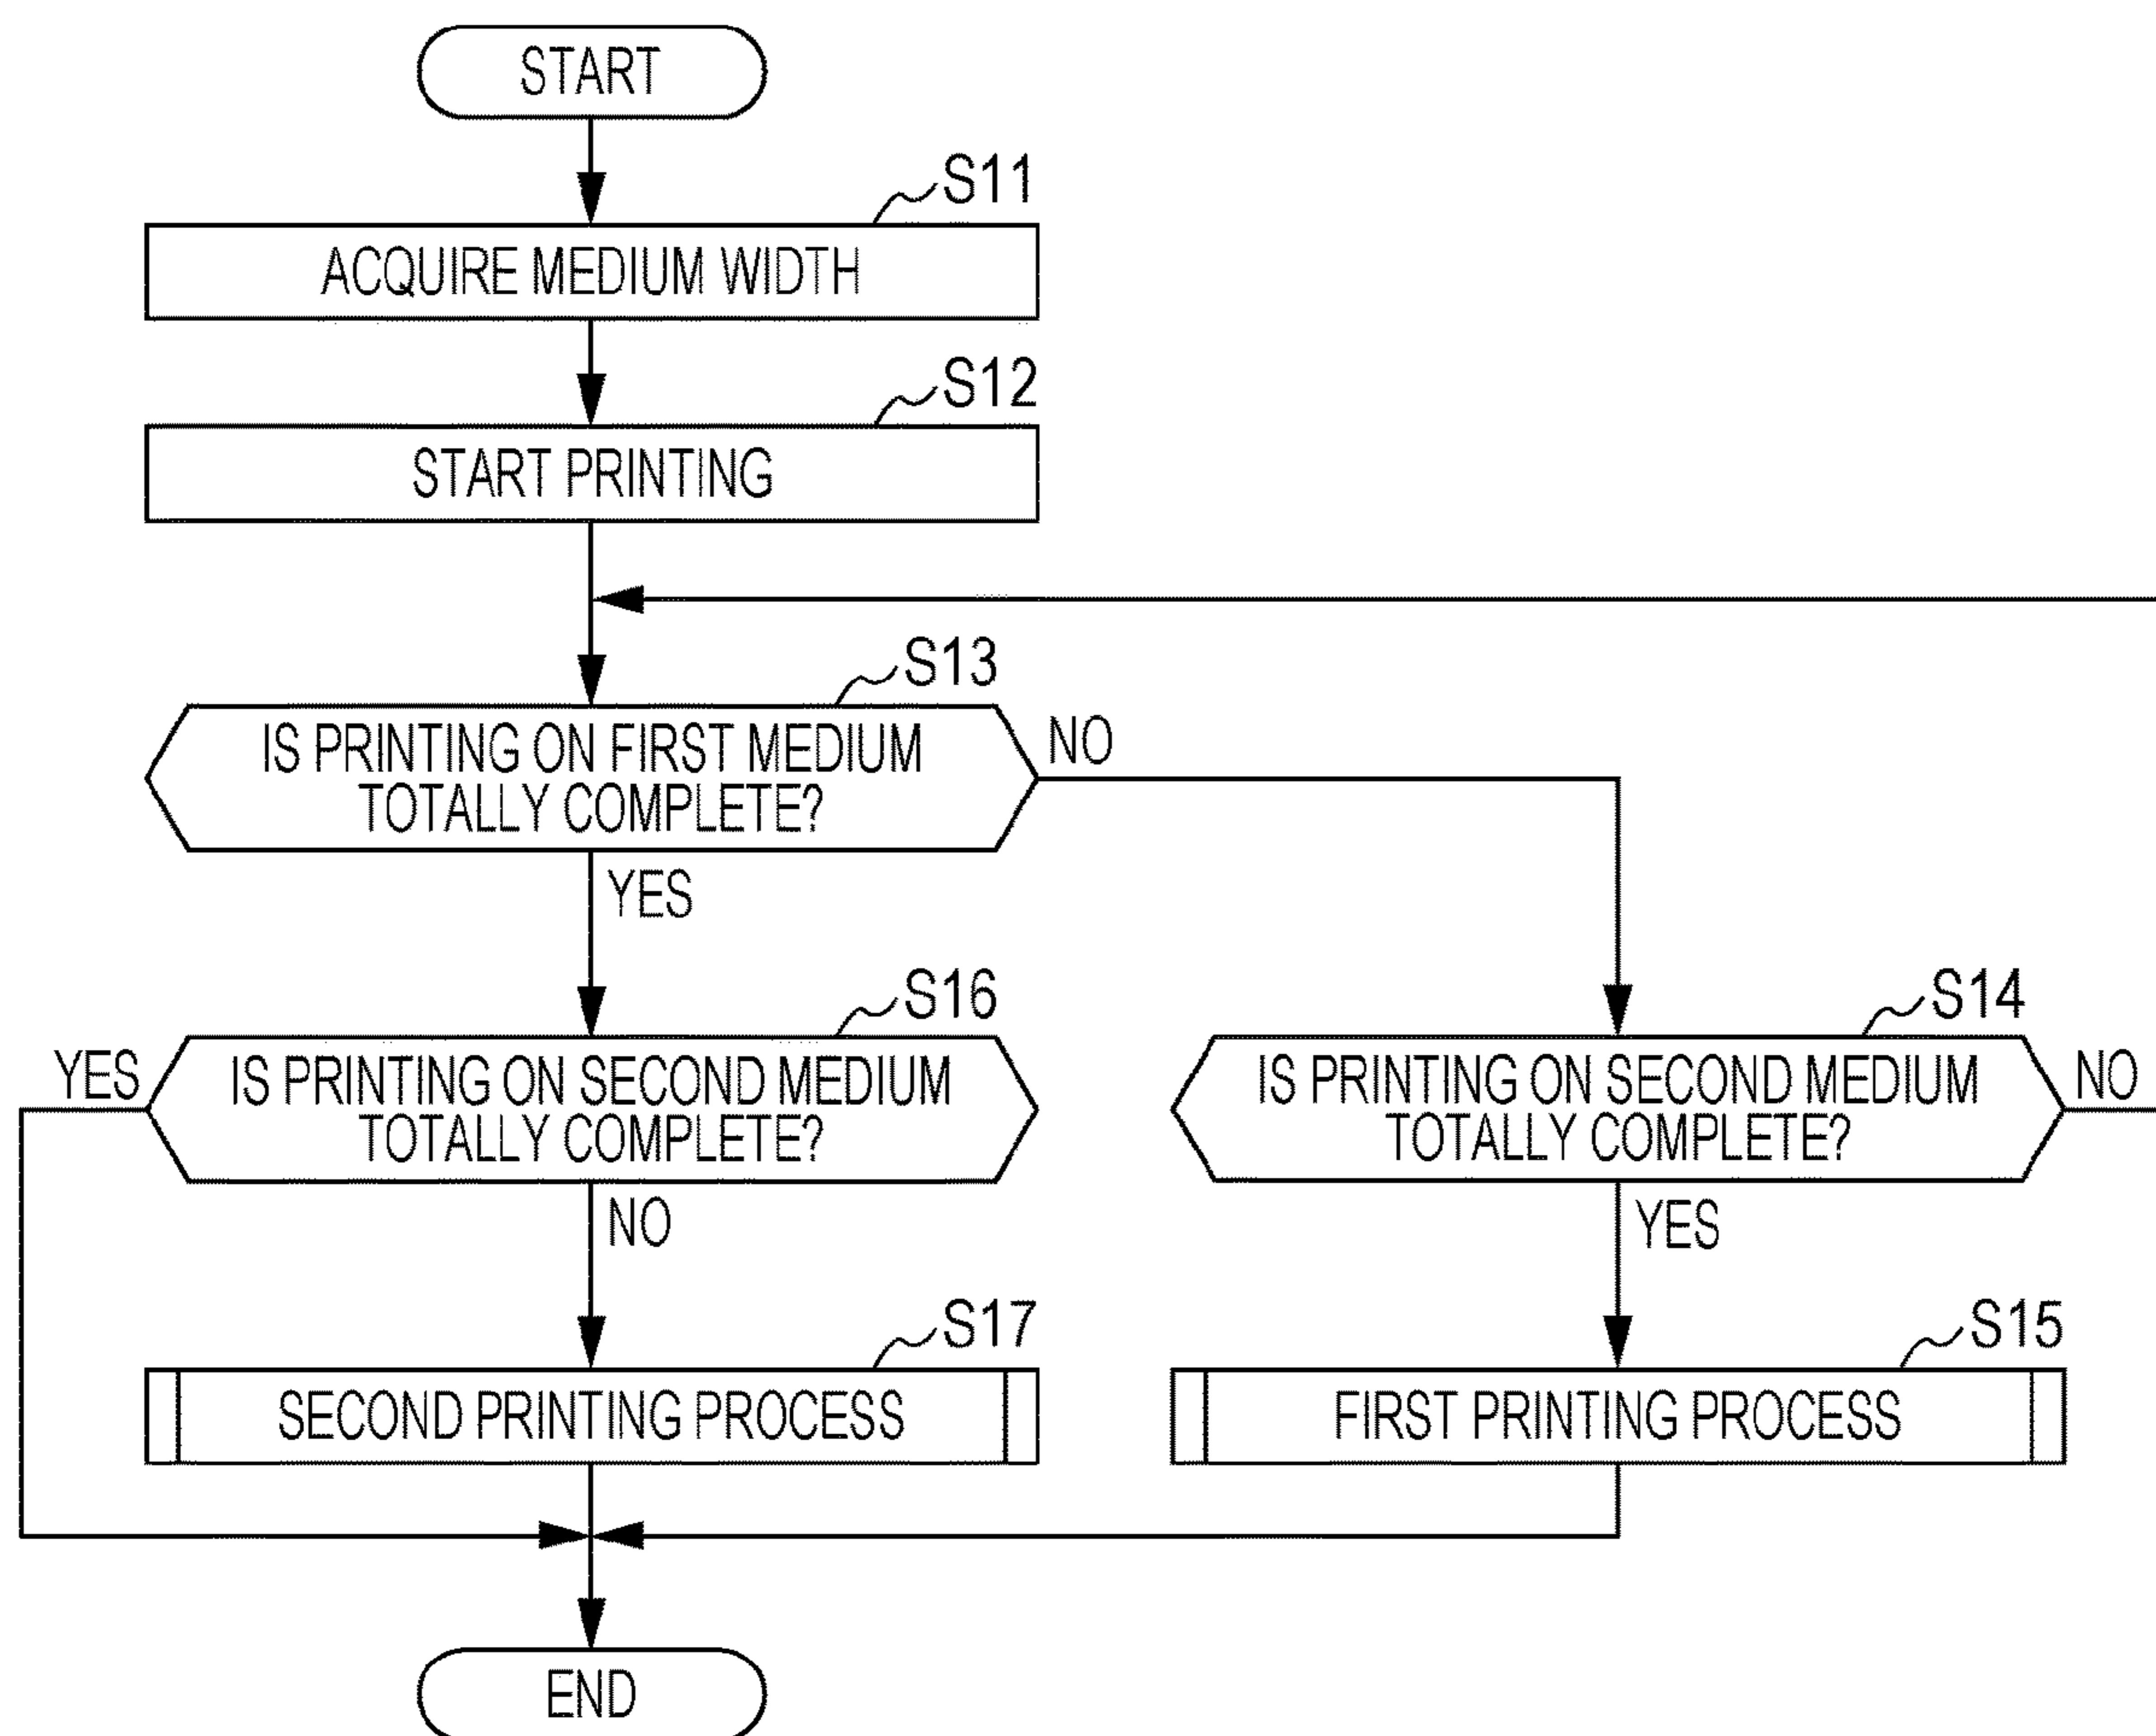 START
S11
ACQUIRE MEDIUM WIDTH
S12
START PRINTING
S13
IS PRINTING ON FIRST MEDIUM
TOTALLY COMPLETE?
NO
YES
S16
YES
IS PRINTING ON SECOND MEDIUM
TOTALLY COMPLETE?
NO
S14
IS PRINTING ON SECOND MEDIUM
TOTALLY COMPLETE?
NO
YES
S17
SECOND PRINTING PROCESS
S15
FIRST PRINTING PROCESS
END